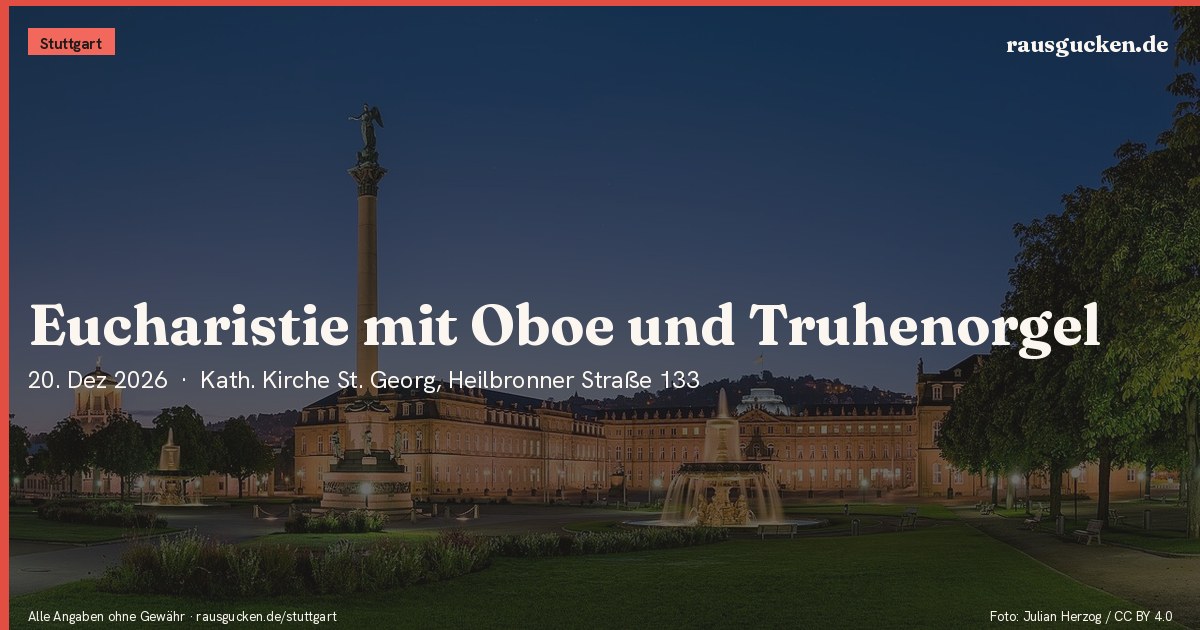 Stuttgart
rausgucken.de
Eucharistie mit Oboe und Truhenorgel
20. Dez 2026 · Kath. Kirche St. Georg, Heilbronner Straße 133
Alle Angaben ohne Gewähr · rausgucken.de/stuttgart
Foto: Julian Herzog / CC BY 4.0